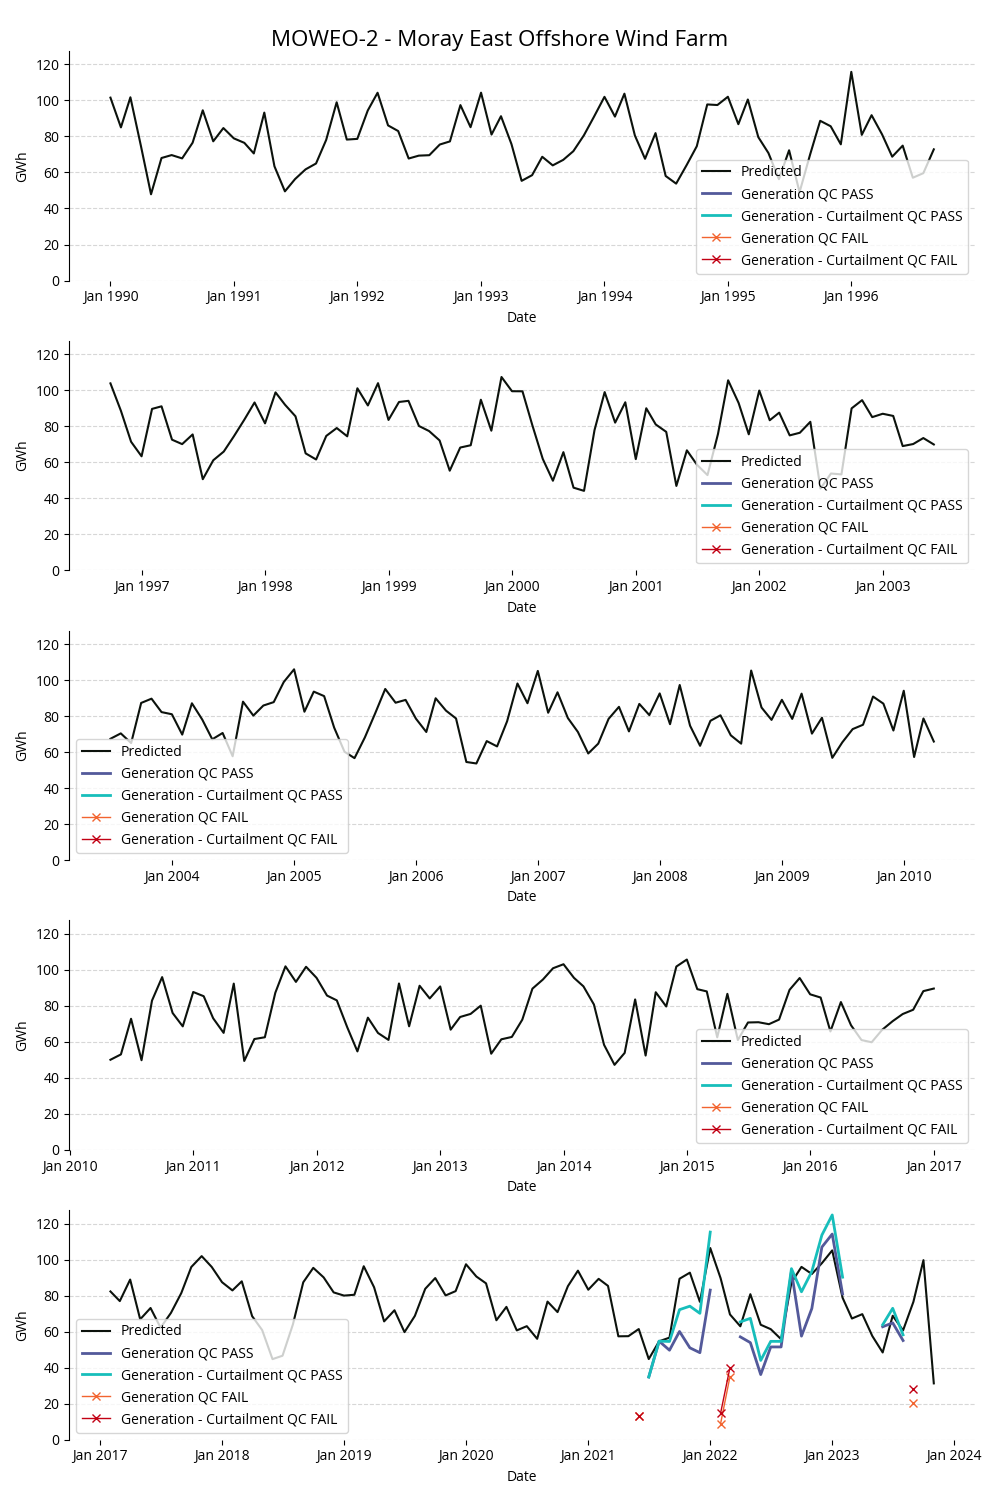 MOWEO-2 - Moray East Offshore Wind Farm
120
100
80
60
40
20
0
GWh
Predicted
Generation QC PASS
Generation - Curtailment QC PASS
Generation QC FAIL
Generation - Curtailment QC FAIL
Jan 1990 Jan 1991 Jan 1992 Jan 1993 Jan 1994 Jan 1995 Jan 1996
Date
120
100
80
60
40
20
0
GWh
Predicted
Generation QC PASS
Generation - Curtailment QC PASS
Generation QC FAIL
Generation - Curtailment QC FAIL
Jan 1997 Jan 1998 Jan 1999 Jan 2000 Jan 2001 Jan 2002 Jan 2003
Date
120
100
80
60
40
20
0
GWh
Predicted
Generation QC PASS
Generation - Curtailment QC PASS
Generation QC FAIL
Generation - Curtailment QC FAIL
Jan 2004 Jan 2005 Jan 2006 Jan 2007 Jan 2008 Jan 2009 Jan 2010
Date
120
100
80
60
40
20
0
GWh
Predicted
Generation QC PASS
Generation - Curtailment QC PASS
Generation QC FAIL
Generation - Curtailment QC FAIL
Jan 2010 Jan 2011 Jan 2012 Jan 2013 Jan 2014 Jan 2015 Jan 2016 Jan 2017
Date
120
100
80
60
40
20
0
GWh
Predicted
Generation QC PASS
Generation - Curtailment QC PASS
Generation QC FAIL
Generation - Curtailment QC FAIL
Jan 2017 Jan 2018 Jan 2019 Jan 2020 Jan 2021 Jan 2022 Jan 2023 Jan 2024
Date